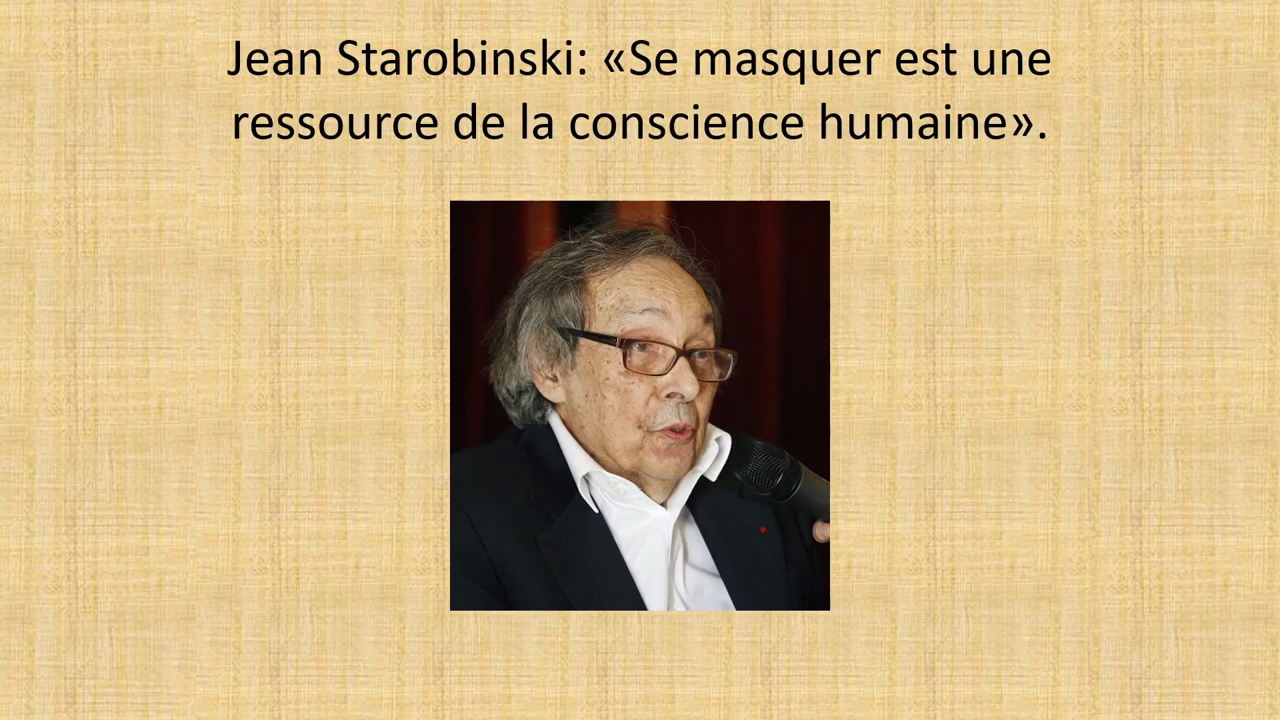 Jean Starobinski: «Se masquer est une
ressource de la conscience humaine».